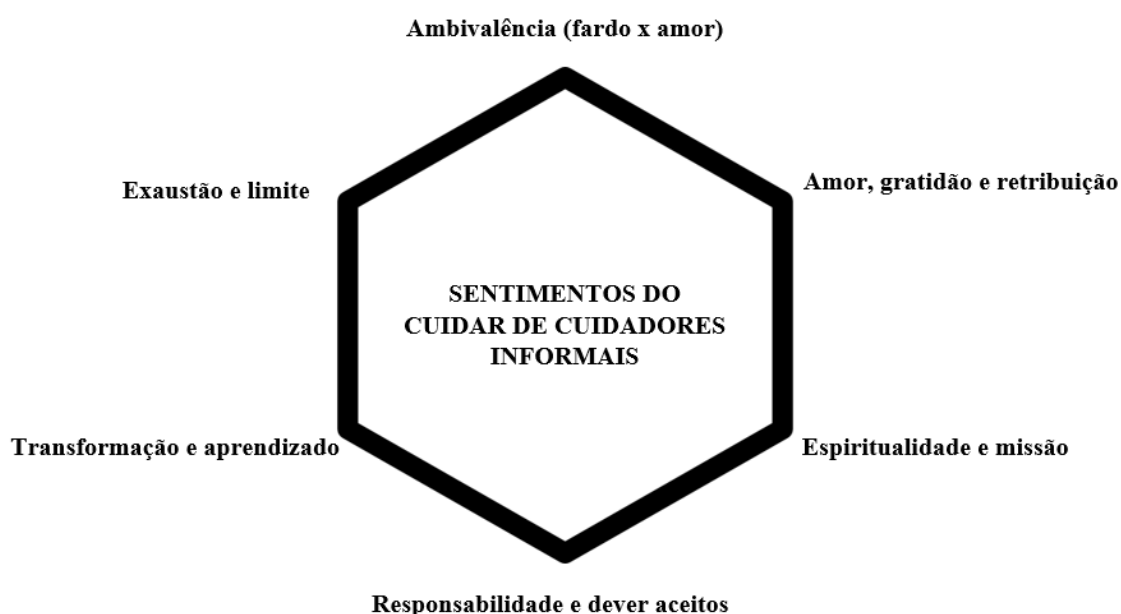 Ambivalência (fardo x amor)
Amor, gratidão e retribuição
Exaustão e limite
SENTIMENTOS DO
CUIDAR DE CUIDADORES
INFORMAIS
Transformação e aprendizado
Espiritualidade e missão
Responsabilidade e dever aceitos